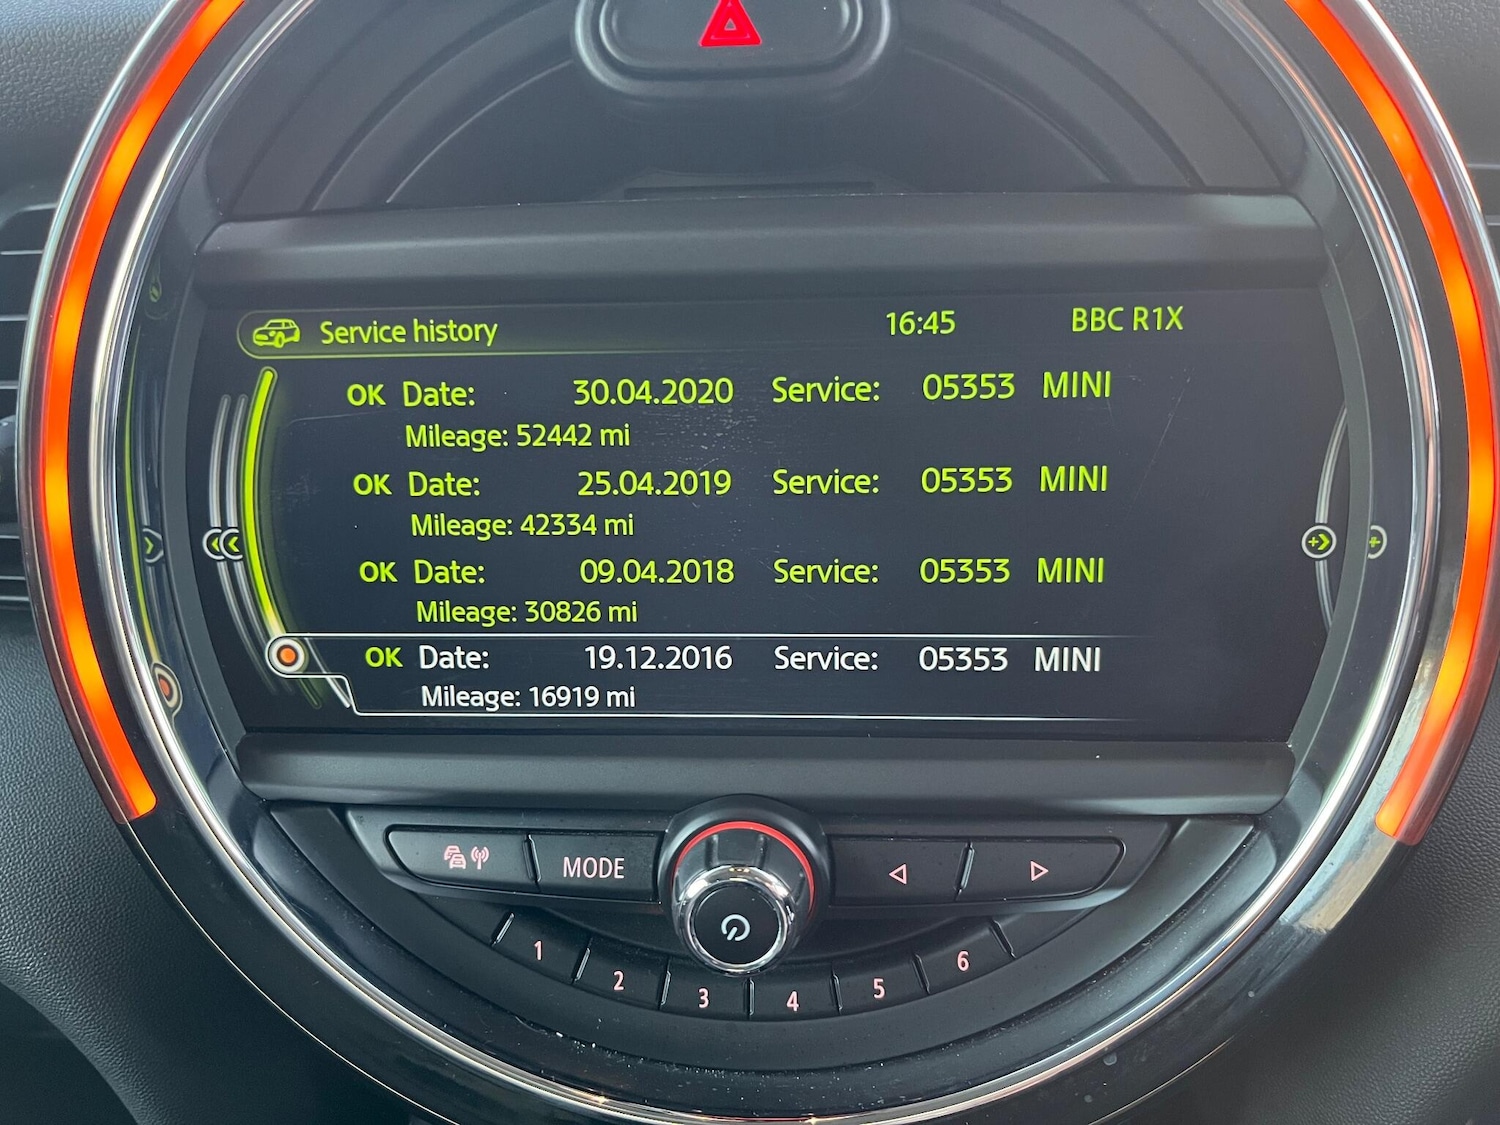 Service history 16:45 BBC R1X
OK Date: 30.04.2020 Service: 05353 MINI
Mileage: 52442 mi
OK Date: 25.04.2019 Service: 05353 MINI
Mileage: 42334 mi
OK Date: 09.04.2018 Service: 05353 MINI
Mileage: 30826 mi
OK Date: 19.12.2016 Service: 05353 MINI
Mileage: 16919 mi
MODE
1 2 3 4 5 6